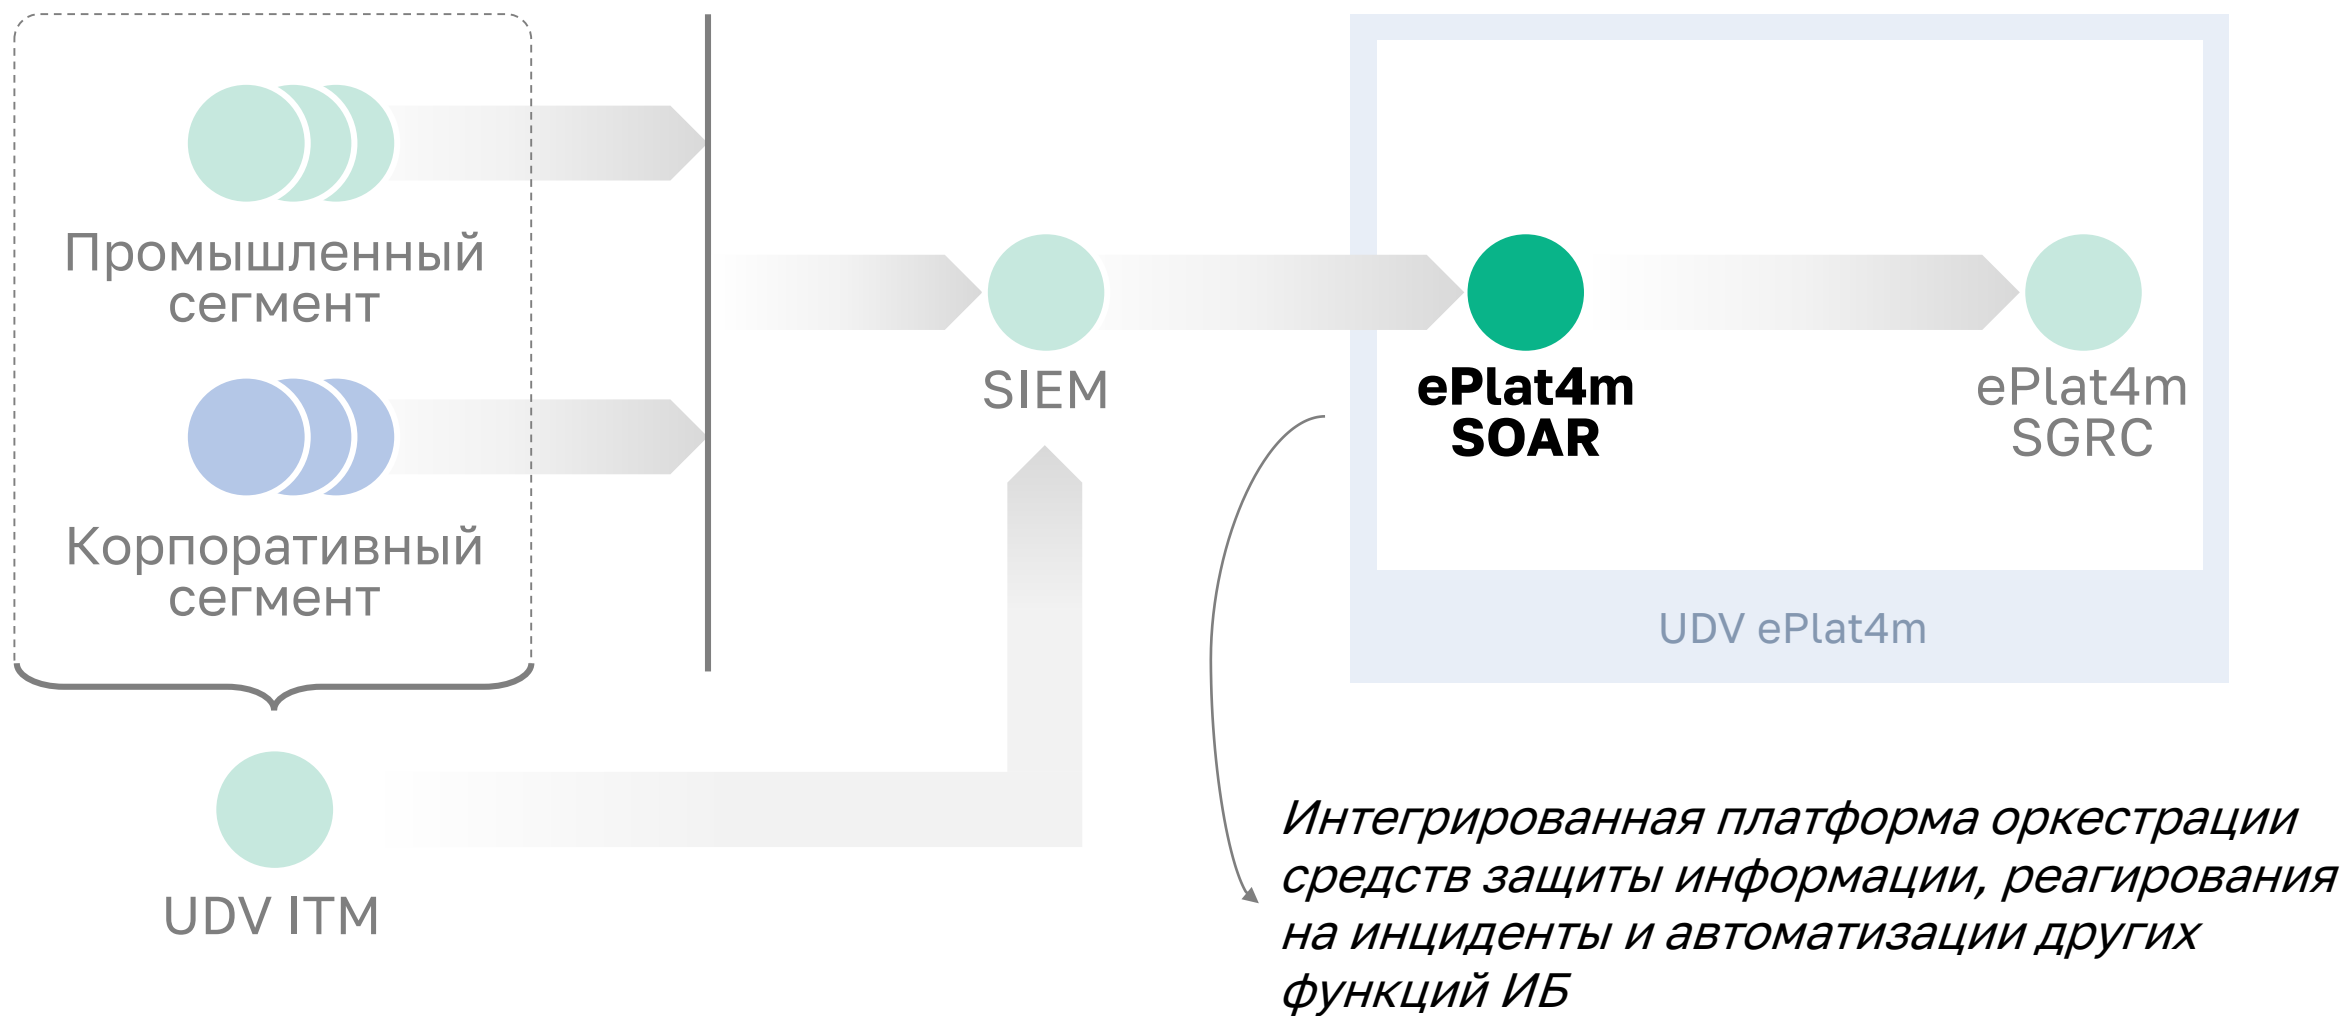 Промышленный
сегмент
Корпоративный
сегмент
UDV ITM
SIEM
ePlat4m
SOAR
ePlat4m
SGRC
UDV ePlat4m
Интегрированная платформа оркестрации
средств защиты информации, реагирования
на инциденты и автоматизации других
функций ИБ